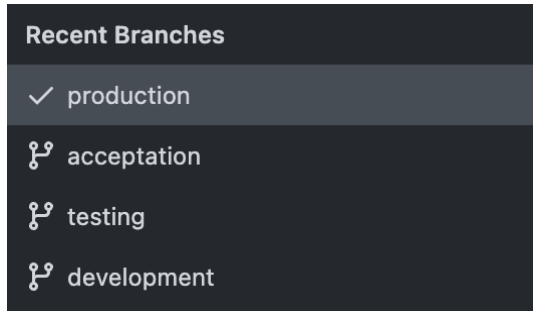 Recent Branches
production
acceptation
testing
development